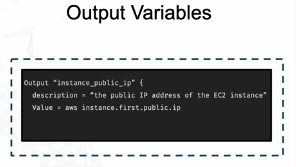 Output Variables
Output "instance_public_ip" {
description = "the public IP address of the EC2 instance"
Value = aws instance.first.public.ip